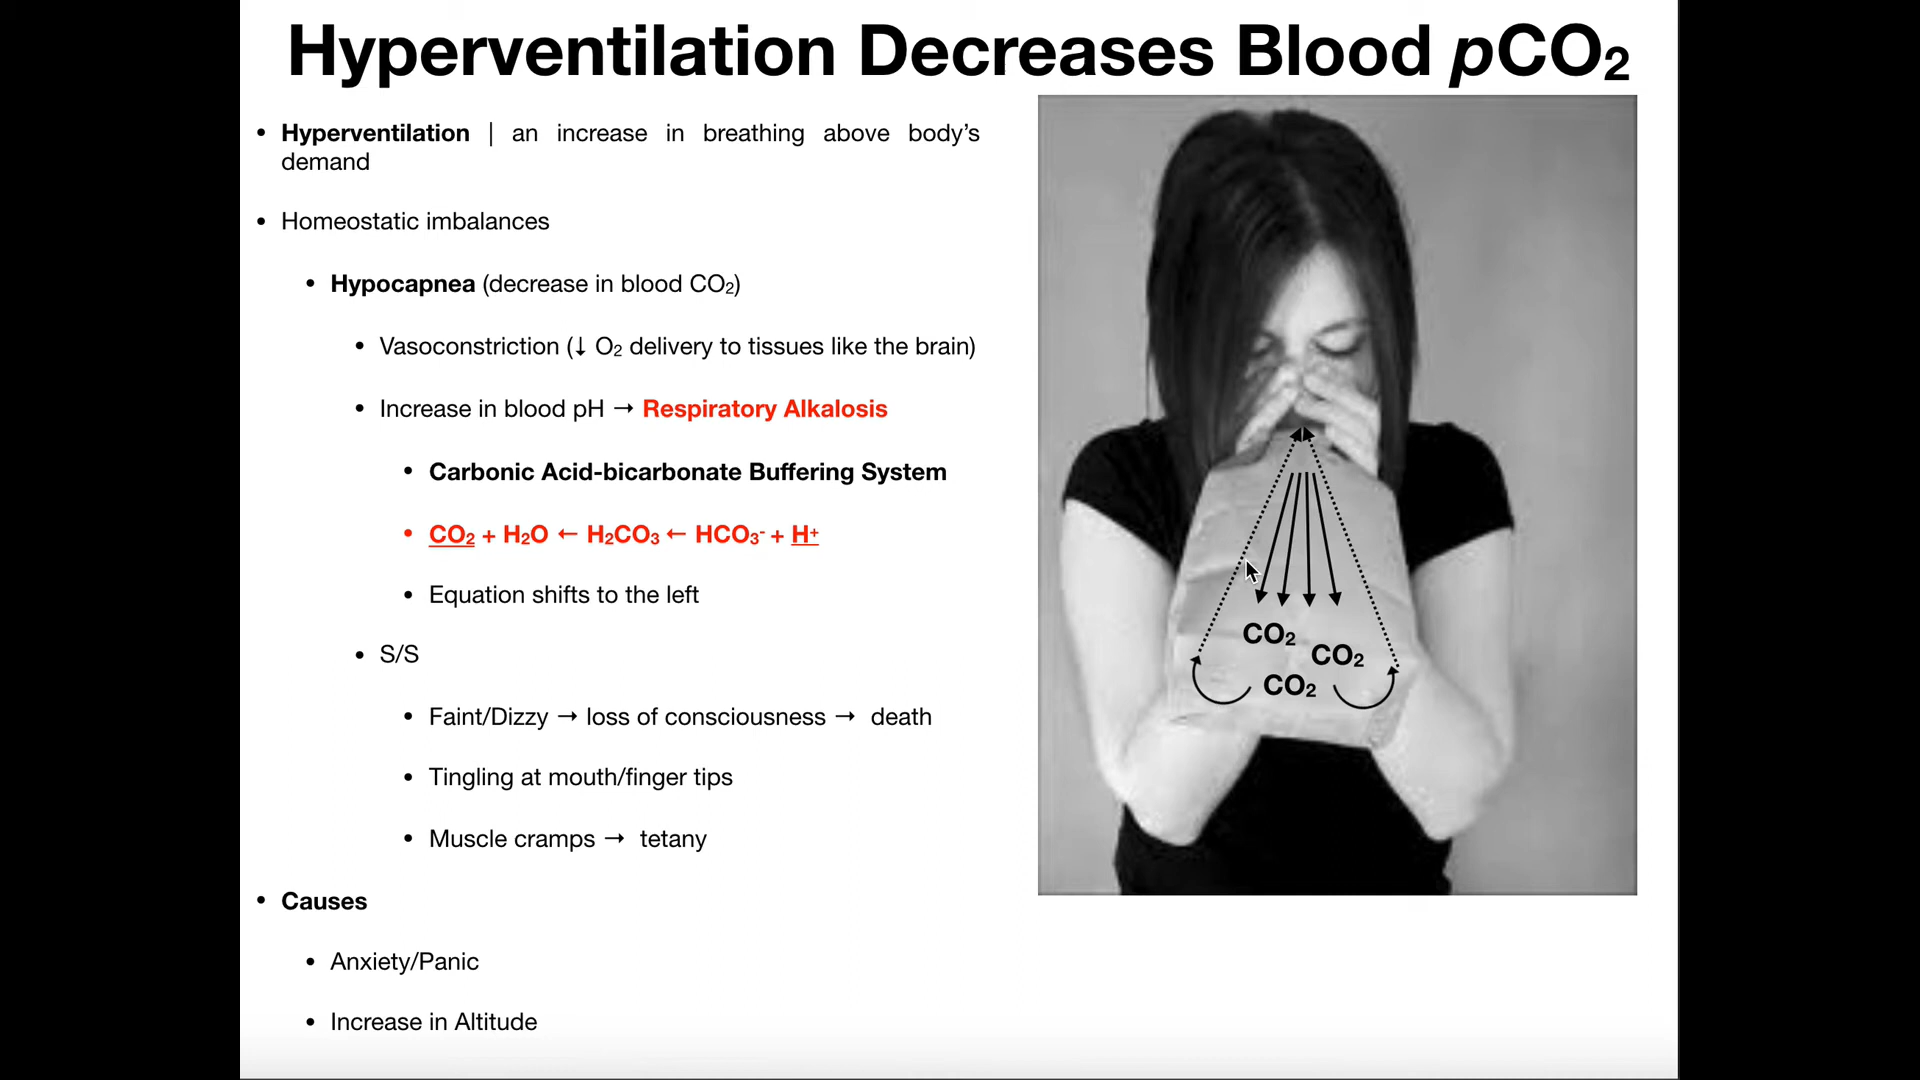 Hyperventilation Decreases Blood pCO₂
• Hyperventilation | an increase in breathing above body’s
demand
• Homeostatic imbalances
• Hypocapnea (decrease in blood CO₂)
• Vasoconstriction (↓ O₂ delivery to tissues like the brain)
• Increase in blood pH → Respiratory Alkalosis
• Carbonic Acid-bicarbonate Buffering System
• CO₂ + H₂O ← H₂CO₃ ← HCO₃⁻ + H⁺
• Equation shifts to the left
• S/S
• Faint/Dizzy → loss of consciousness → death
• Tingling at mouth/finger tips
• Muscle cramps → tetany
• Causes
• Anxiety/Panic
• Increase in Altitude
CO₂
CO₂
CO₂